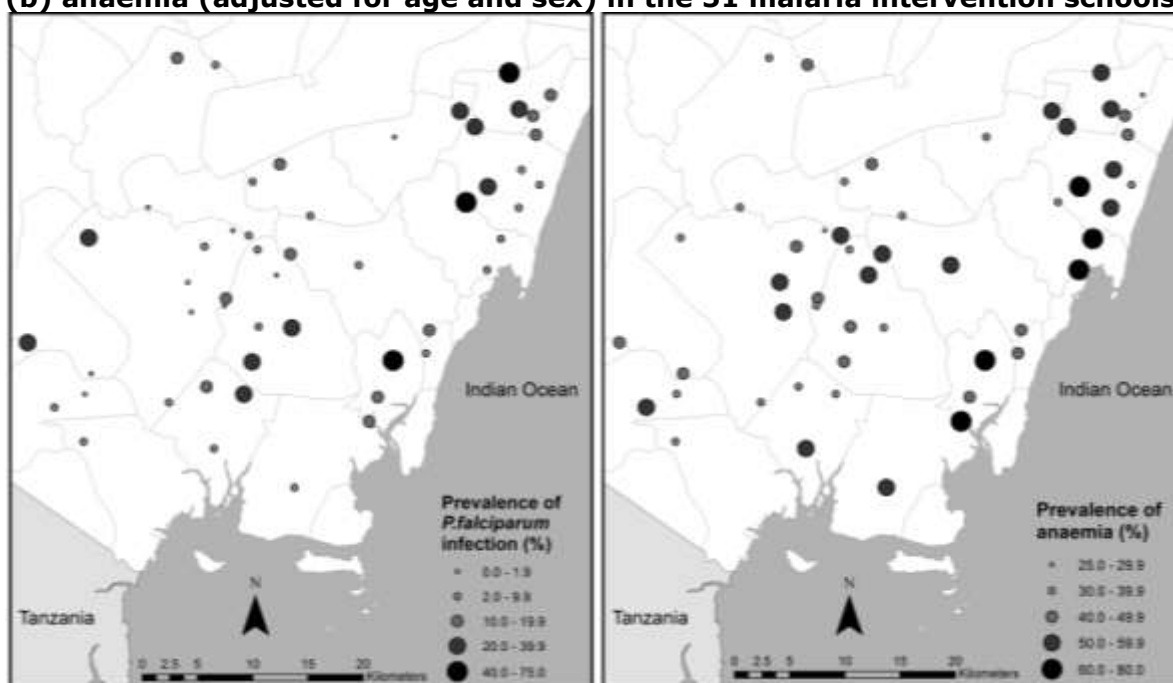 (b) anaemia (adjusted for age and sex) in the 51 malaria intervention schools
Indian Ocean
Prevalence of
P.falciparum
infection (%)
0.0 - 1.9
2.0 - 9.9
10.0 - 19.9
20.0 - 39.9
40.0 - 75.0
Tanzania
N
0 2.5 5 10 15 20
Kilometers
Indian Ocean
Prevalence of
anaemia (%)
25.0 - 29.9
30.0 - 39.9
40.0 - 49.9
50.0 - 59.9
60.0 - 80.0
Tanzania
N
0 2.5 5 10 15 20
Kilometers